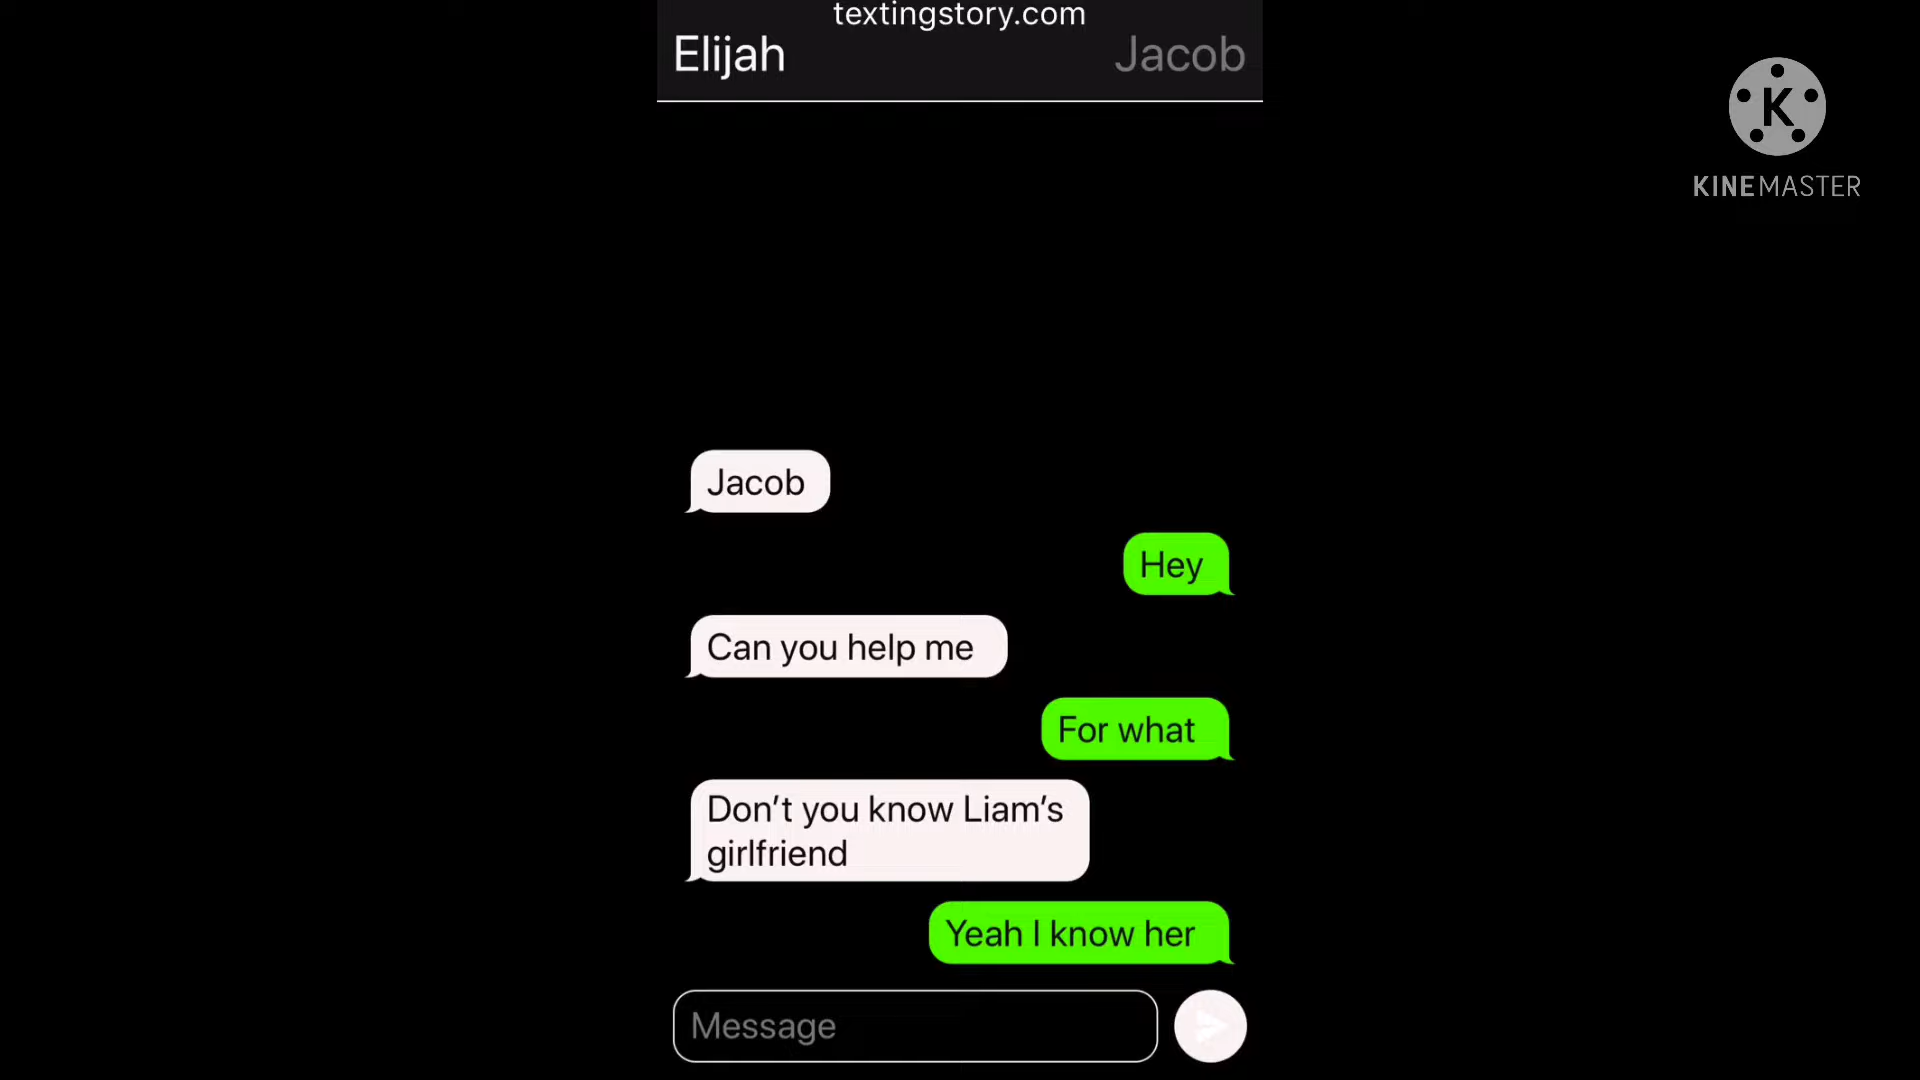 textingstory.com
Elijah
Jacob
K
KINEMASTER
Jacob
Hey
Can you help me
For what
Don’t you know Liam’s
girlfriend
Yeah I know her
Message